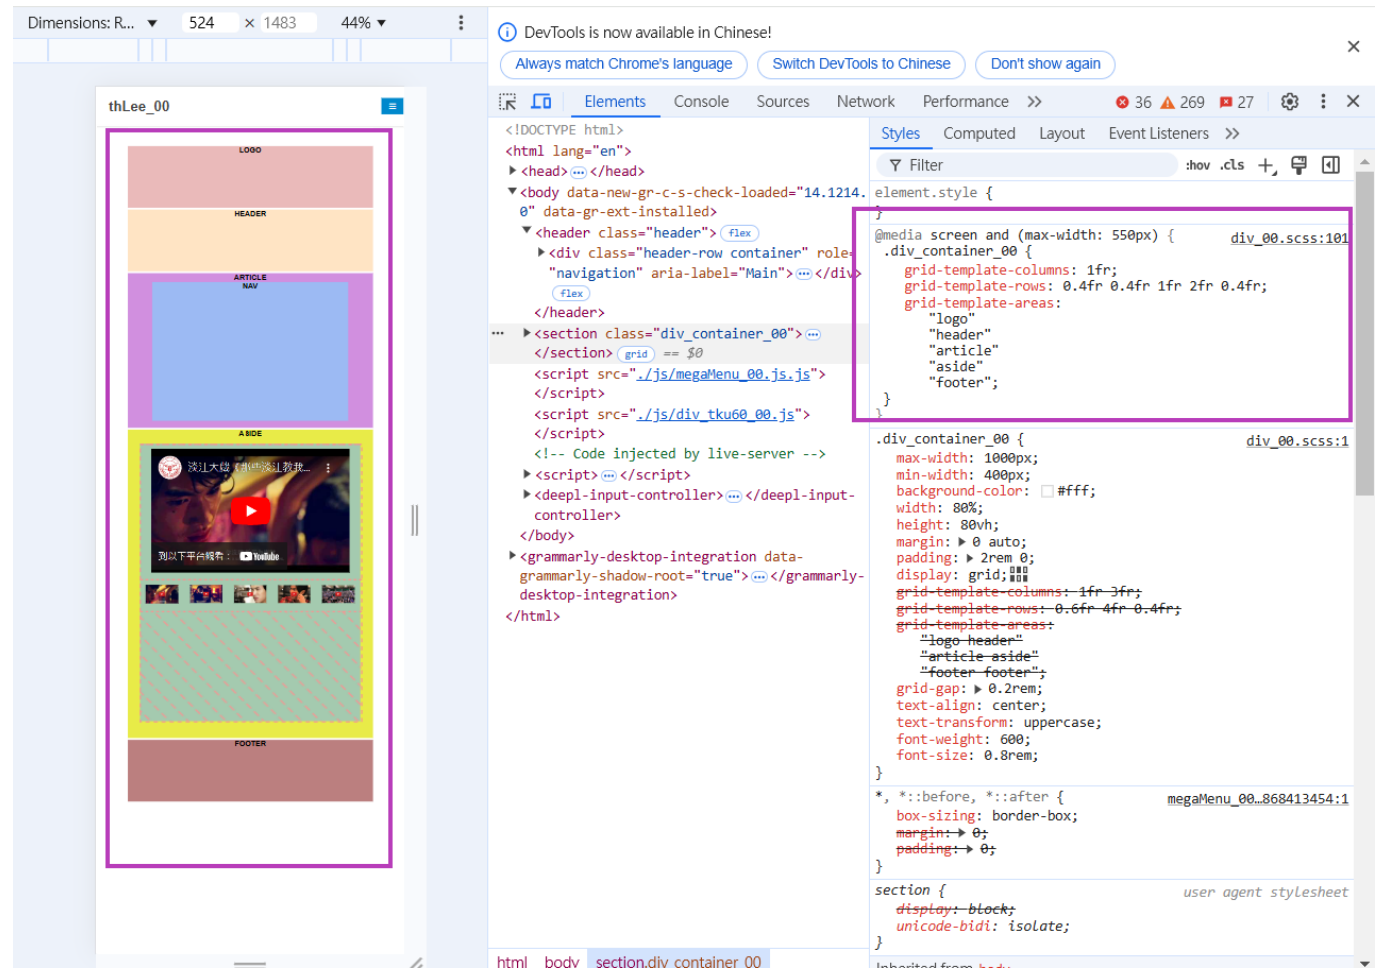 Dimensions: R... ▼ 524 × 1483 44% ▼
thLee_00
LOGO
HEADER
ARTICLE
NAV
ASIDE
到以下平台觀看： YouTube
FOOTER
DevTools is now available in Chinese!
Always match Chrome's language
Switch DevTools to Chinese
Don't show again
Elements Console Sources Network Performance >> 36 269 27
<!DOCTYPE html>
<html lang="en">
<head> ... </head>
<body data-new-gr-c-s-check-loaded="14.1214.
0" data-gr-ext-installed>
<header class="header"> flex
<div class="header-row container" role=
"navigation" aria-label="Main"> ... </div>
flex
</header>
<section class="div_container_00"> ...
</section> grid == $0
<script src="./js/megaMenu_00.js.js">
</script>
<script src="./js/div_tku60_00.js">
</script>
<!-- Code injected by live-server -->
<script> ... </script>
<deepl-input-controller> ... </deepl-input-
controller>
</body>
<grammarly-desktop-integration data-
grammarly-shadow-root="true"> ... </grammarly-
desktop-integration>
</html>
html body section.div_container_00
Styles Computed Layout Event Listeners >>
Filter :hov .cls
element.style {
}
@media screen and (max-width: 550px) {
.div_container_00 { div_00.scss:101
grid-template-columns: 1fr;
grid-template-rows: 0.4fr 0.4fr 1fr 2fr 0.4fr;
grid-template-areas:
"logo"
"header"
"article"
"aside"
"footer";
}
}
.div_container_00 { div_00.scss:1
max-width: 1000px;
min-width: 400px;
background-color: #fff;
width: 80%;
height: 80vh;
margin: 0 auto;
padding: 2rem 0;
display: grid;
grid-template-columns: 1fr 3fr;
grid-template-rows: 0.6fr 4fr 0.4fr;
grid-template-areas:
"logo header"
"article aside"
"footer footer";
grid-gap: 0.2rem;
text-align: center;
text-transform: uppercase;
font-weight: 600;
font-size: 0.8rem;
}
*, *::before, *::after { megaMenu_00…868413454:1
box-sizing: border-box;
margin: 0;
padding: 0;
}
section { user agent stylesheet
display: block;
unicode-bidi: isolate;
}
Inherited from body